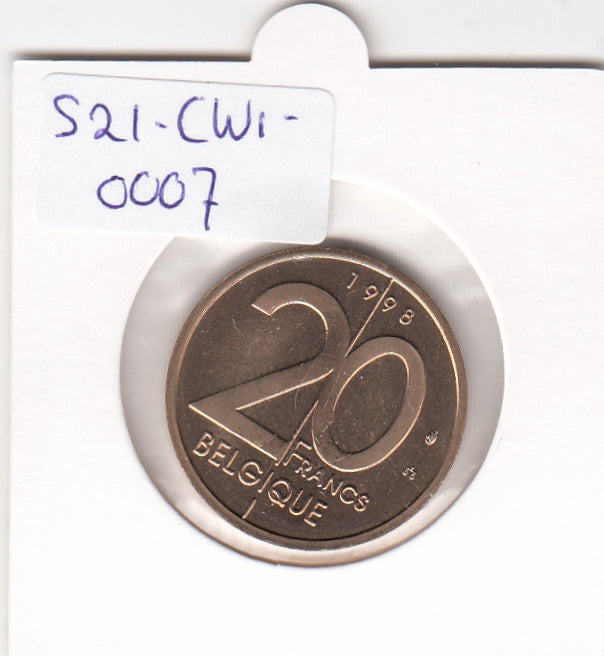 S21-CW1-
0007
1998
20
FRANCS
BELGIQUE